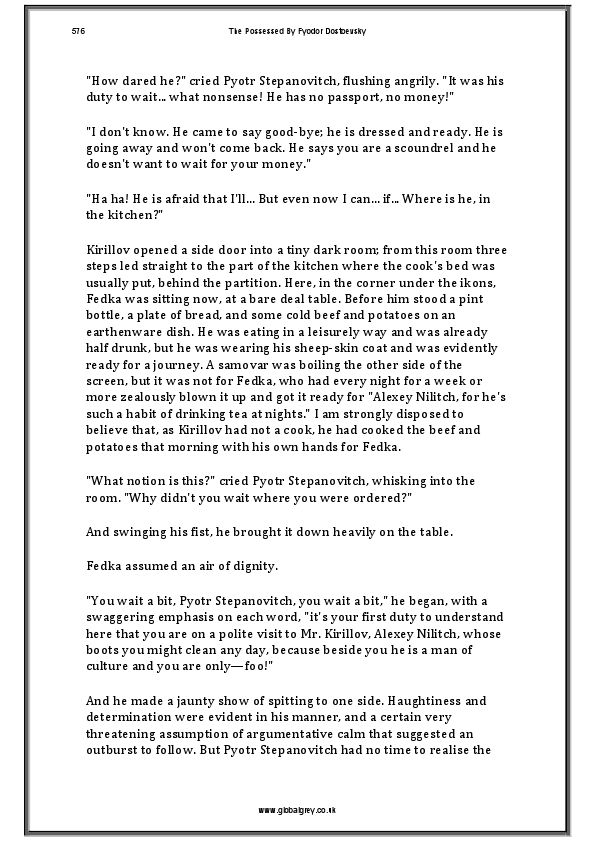 576
The Possessed By Fyodor Dostoevsky
"How dared he?" cried Pyotr Stepanovitch, flushing angrily. "It was his
duty to wait... what nonsense! He has no passport, no money!"
"I don't know. He came to say good-bye; he is dressed and ready. He is
going away and won't come back. He says you are a scoundrel and he
doesn't want to wait for your money."
"Ha ha! He is afraid that I'll... But even now I can... if... Where is he, in
the kitchen?"
Kirillov opened a side door into a tiny dark room; from this room three
steps led straight to the part of the kitchen where the cook's bed was
usually put, behind the partition. Here, in the corner under the ikons,
Fedka was sitting now, at a bare deal table. Before him stood a pint
bottle, a plate of bread, and some cold beef and potatoes on an
earthenware dish. He was eating in a leisurely way and was already
half drunk, but he was wearing his sheep-skin coat and was evidently
ready for a journey. A samovar was boiling the other side of the
screen, but it was not for Fedka, who had every night for a week or
more zealously blown it up and got it ready for "Alexey Nilitch, for he's
such a habit of drinking tea at nights." I am strongly disposed to
believe that, as Kirillov had not a cook, he had cooked the beef and
potatoes that morning with his own hands for Fedka.
"What notion is this?" cried Pyotr Stepanovitch, whisking into the
room. "Why didn't you wait where you were ordered?"
And swinging his fist, he brought it down heavily on the table.
Fedka assumed an air of dignity.
"You wait a bit, Pyotr Stepanovitch, you wait a bit," he began, with a
swaggering emphasis on each word, "it's your first duty to understand
here that you are on a polite visit to Mr. Kirillov, Alexey Nilitch, whose
boots you might clean any day, because beside you he is a man of
culture and you are only—foo!"
And he made a jaunty show of spitting to one side. Haughtiness and
determination were evident in his manner, and a certain very
threatening assumption of argumentative calm that suggested an
outburst to follow. But Pyotr Stepanovitch had no time to realise the
www.globalgrey.co.uk